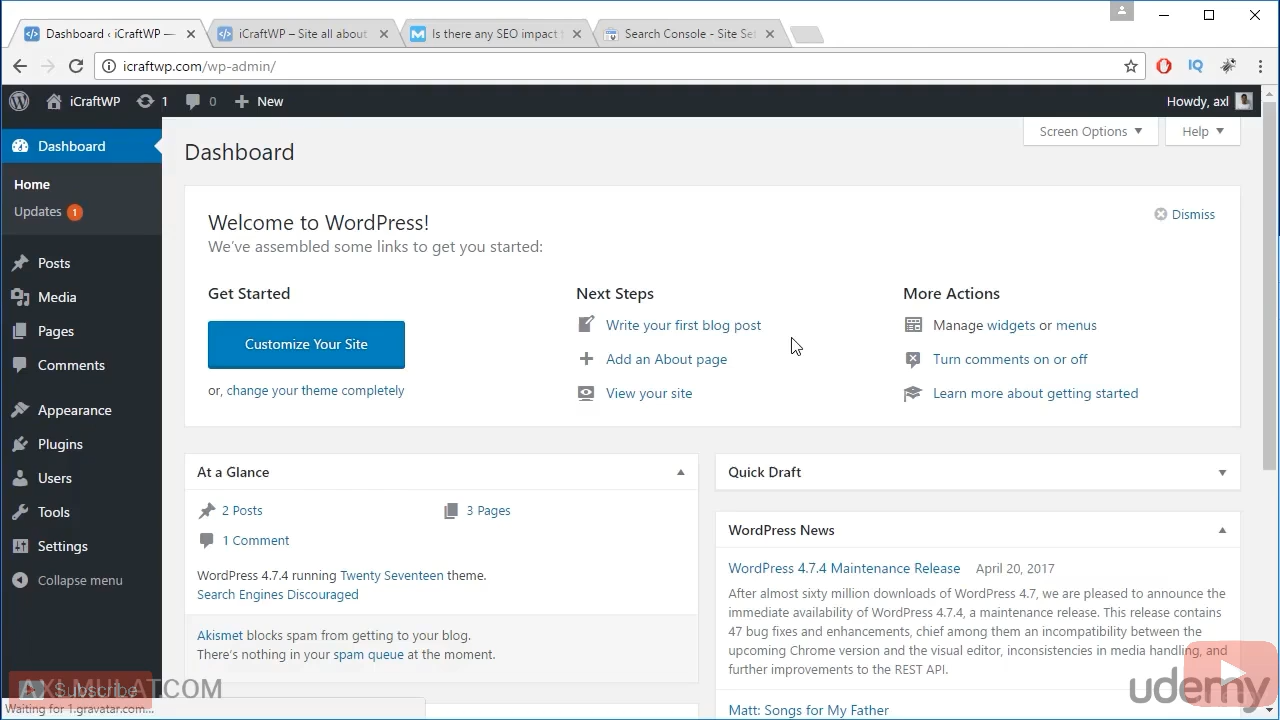 Dashboard ‹ iCraftWP —
iCraftWP – Site all about
Is there any SEO impact
Search Console - Site Se
icraftwp.com/wp-admin/
iCraftWP 1 0 New
Howdy, axl
Dashboard
Home
Updates 1
Posts
Media
Pages
Comments
Appearance
Plugins
Users
Tools
Settings
Collapse menu
Screen Options
Help
Dashboard
Welcome to WordPress!
We’ve assembled some links to get you started:
Dismiss
Get Started
Customize Your Site
or, change your theme completely
Next Steps
Write your first blog post
Add an About page
View your site
More Actions
Manage widgets or menus
Turn comments on or off
Learn more about getting started
At a Glance
2 Posts
3 Pages
1 Comment
WordPress 4.7.4 running Twenty Seventeen theme.
Search Engines Discouraged
Akismet blocks spam from getting to your blog.
There’s nothing in your spam queue at the moment.
Quick Draft
WordPress News
WordPress 4.7.4 Maintenance Release April 20, 2017
After almost sixty million downloads of WordPress 4.7, we are pleased to announce the
immediate availability of WordPress 4.7.4, a maintenance release. This release contains
47 bug fixes and enhancements, chief among them an incompatibility between the
upcoming Chrome version and the visual editor, inconsistencies in media handling, and
further improvements to the REST API.
Matt: Songs for My Father
AXLMULAT.COM
Subscribe
Waiting for 1.gravatar.com...
udemy
IQ